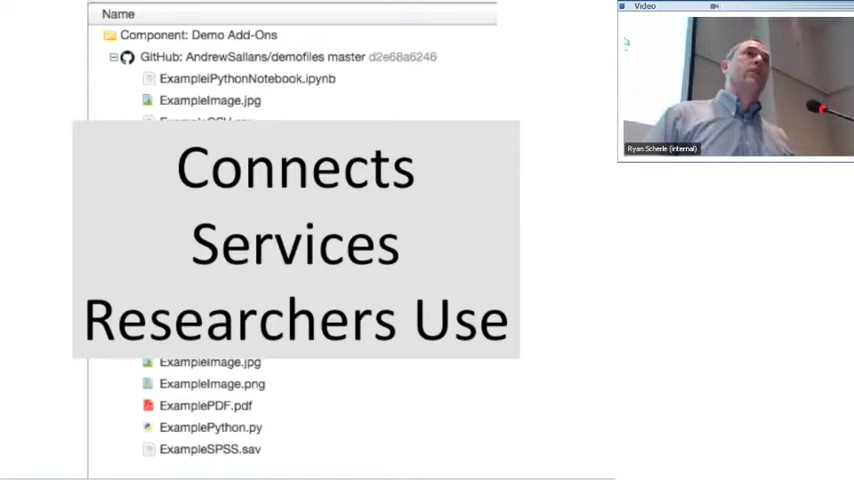 Name
Component: Demo Add-Ons
GitHub: AndrewSallans/demofiles master d2e68a6246
ExampleiPythonNotebook.ipynb
ExampleImage.jpg
Connects
Services
Researchers Use
ExampleImage.jpg
ExampleImage.png
ExamplePDF.pdf
ExamplePython.py
ExampleSPSS.sav
Video
Ryan Scherle (internal)